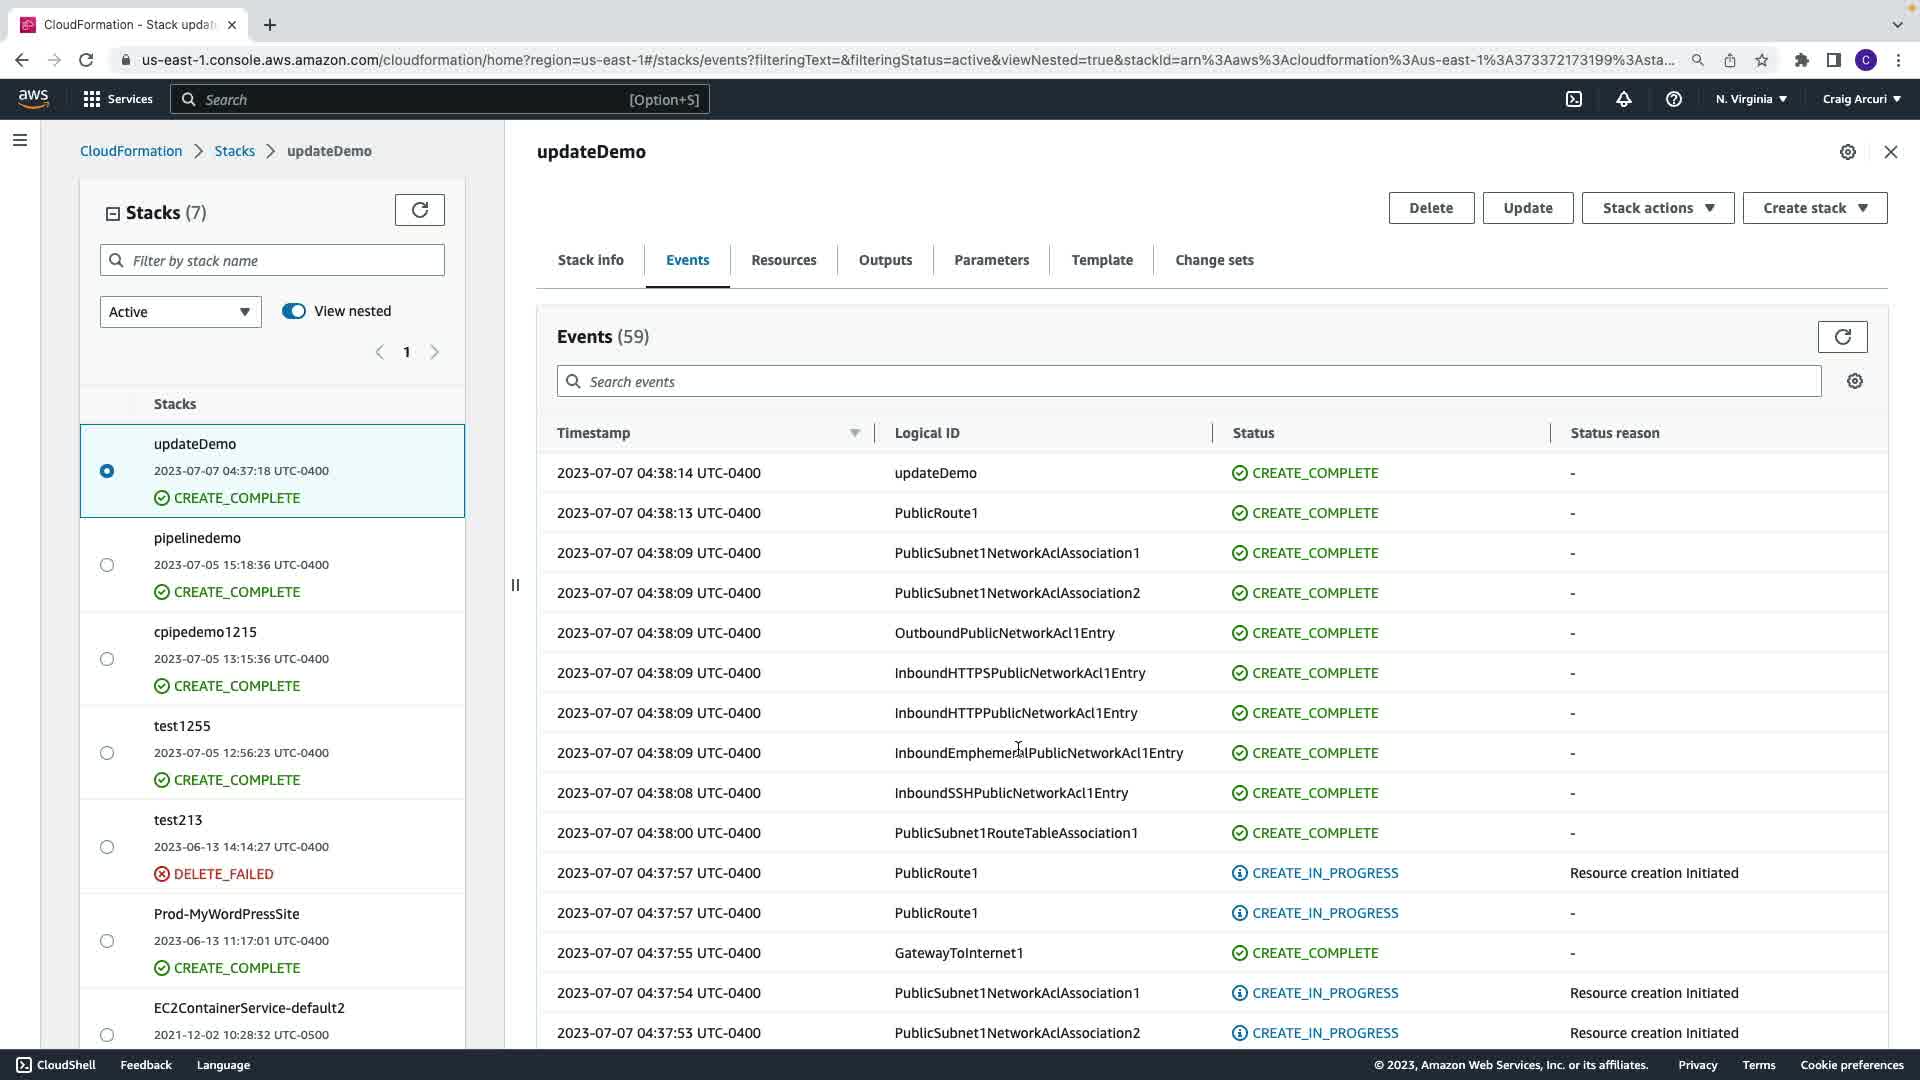 CloudFormation - Stack updat
us-east-1.console.aws.amazon.com/cloudformation/home?region=us-east-1#/stacks/events?filteringText=&filteringStatus=active&viewNested=true&stackId=arn%3Aaws%3Acloudformation%3Aus-east-1%3A373372173199%3Asta...
C
aws
Services
Search
[Option+S]
N. Virginia
Craig Arcuri
CloudFormation
Stacks
updateDemo
Stacks (7)
Filter by stack name
Active
View nested
1
Stacks
updateDemo
2023-07-07 04:37:18 UTC-0400
CREATE_COMPLETE
pipelinedemo
2023-07-05 15:18:36 UTC-0400
CREATE_COMPLETE
cpipedemo1215
2023-07-05 13:15:36 UTC-0400
CREATE_COMPLETE
test1255
2023-07-05 12:56:23 UTC-0400
CREATE_COMPLETE
test213
2023-06-13 14:14:27 UTC-0400
DELETE_FAILED
Prod-MyWordPressSite
2023-06-13 11:17:01 UTC-0400
CREATE_COMPLETE
EC2ContainerService-default2
2021-12-02 10:28:32 UTC-0500
updateDemo
Delete
Update
Stack actions
Create stack
Stack info
Events
Resources
Outputs
Parameters
Template
Change sets
Events (59)
Search events
Timestamp Logical ID Status Status reason
2023-07-07 04:38:14 UTC-0400 updateDemo CREATE_COMPLETE -
2023-07-07 04:38:13 UTC-0400 PublicRoute1 CREATE_COMPLETE -
2023-07-07 04:38:09 UTC-0400 PublicSubnet1NetworkAclAssociation1 CREATE_COMPLETE -
2023-07-07 04:38:09 UTC-0400 PublicSubnet1NetworkAclAssociation2 CREATE_COMPLETE -
2023-07-07 04:38:09 UTC-0400 OutboundPublicNetworkAcl1Entry CREATE_COMPLETE -
2023-07-07 04:38:09 UTC-0400 InboundHTTPSPublicNetworkAcl1Entry CREATE_COMPLETE -
2023-07-07 04:38:09 UTC-0400 InboundHTTPPublicNetworkAcl1Entry CREATE_COMPLETE -
2023-07-07 04:38:09 UTC-0400 InboundEmphemeralPublicNetworkAcl1Entry CREATE_COMPLETE -
2023-07-07 04:38:08 UTC-0400 InboundSSHPublicNetworkAcl1Entry CREATE_COMPLETE -
2023-07-07 04:38:00 UTC-0400 PublicSubnet1RouteTableAssociation1 CREATE_COMPLETE -
2023-07-07 04:37:57 UTC-0400 PublicRoute1 CREATE_IN_PROGRESS Resource creation Initiated
2023-07-07 04:37:57 UTC-0400 PublicRoute1 CREATE_IN_PROGRESS -
2023-07-07 04:37:55 UTC-0400 GatewayToInternet1 CREATE_COMPLETE -
2023-07-07 04:37:54 UTC-0400 PublicSubnet1NetworkAclAssociation1 CREATE_IN_PROGRESS Resource creation Initiated
2023-07-07 04:37:53 UTC-0400 PublicSubnet1NetworkAclAssociation2 CREATE_IN_PROGRESS Resource creation Initiated
CloudShell
Feedback
Language
© 2023, Amazon Web Services, Inc. or its affiliates.
Privacy
Terms
Cookie preferences